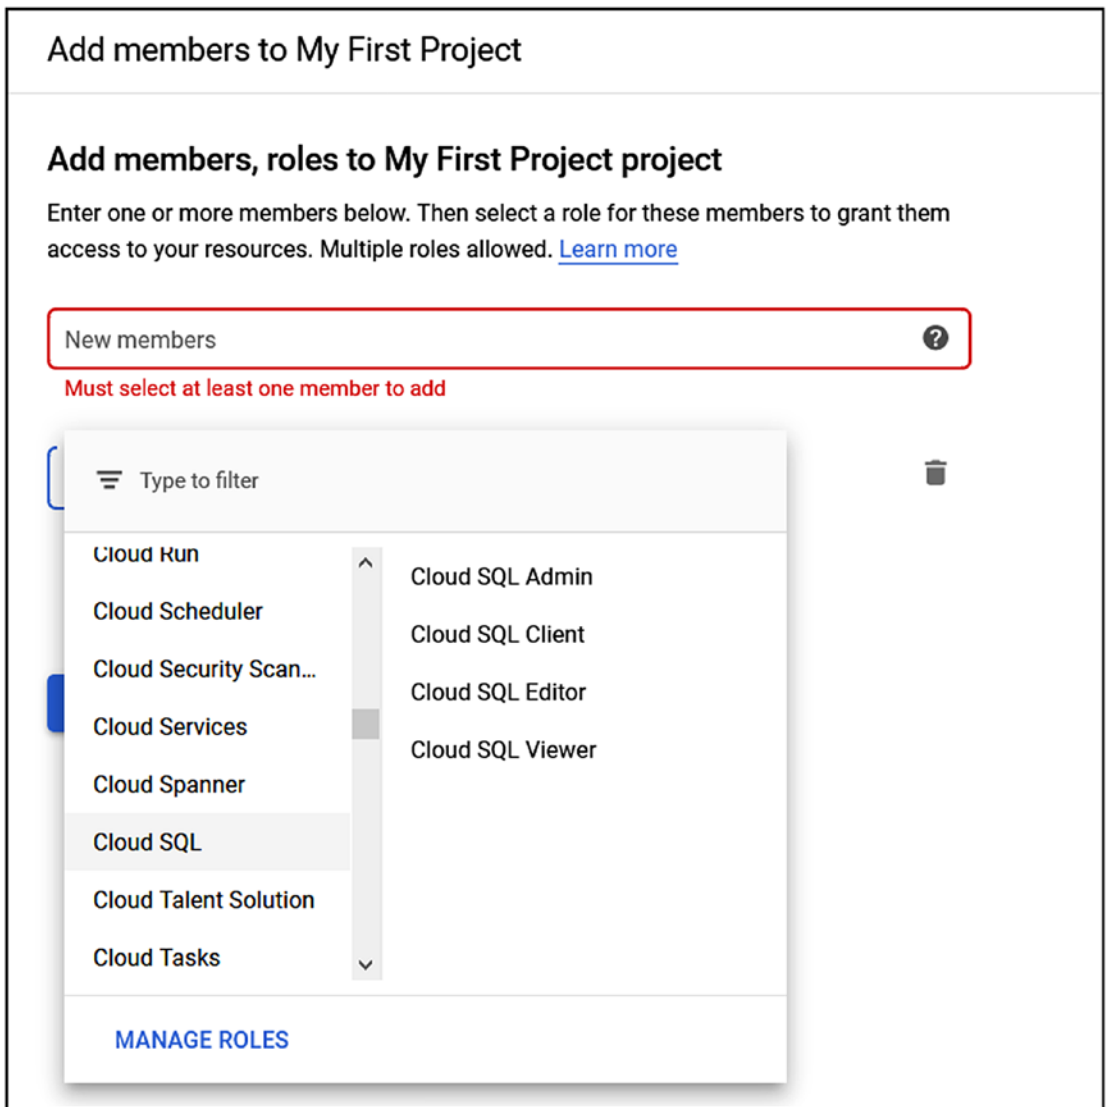 Add members to My First Project
Add members, roles to My First Project project
Enter one or more members below. Then select a role for these members to grant them
access to your resources. Multiple roles allowed. Learn more
New members
Must select at least one member to add
Type to filter
Cloud Run
Cloud Scheduler
Cloud Security Scan...
Cloud Services
Cloud Spanner
Cloud SQL
Cloud Talent Solution
Cloud Tasks
Cloud SQL Admin
Cloud SQL Client
Cloud SQL Editor
Cloud SQL Viewer
MANAGE ROLES